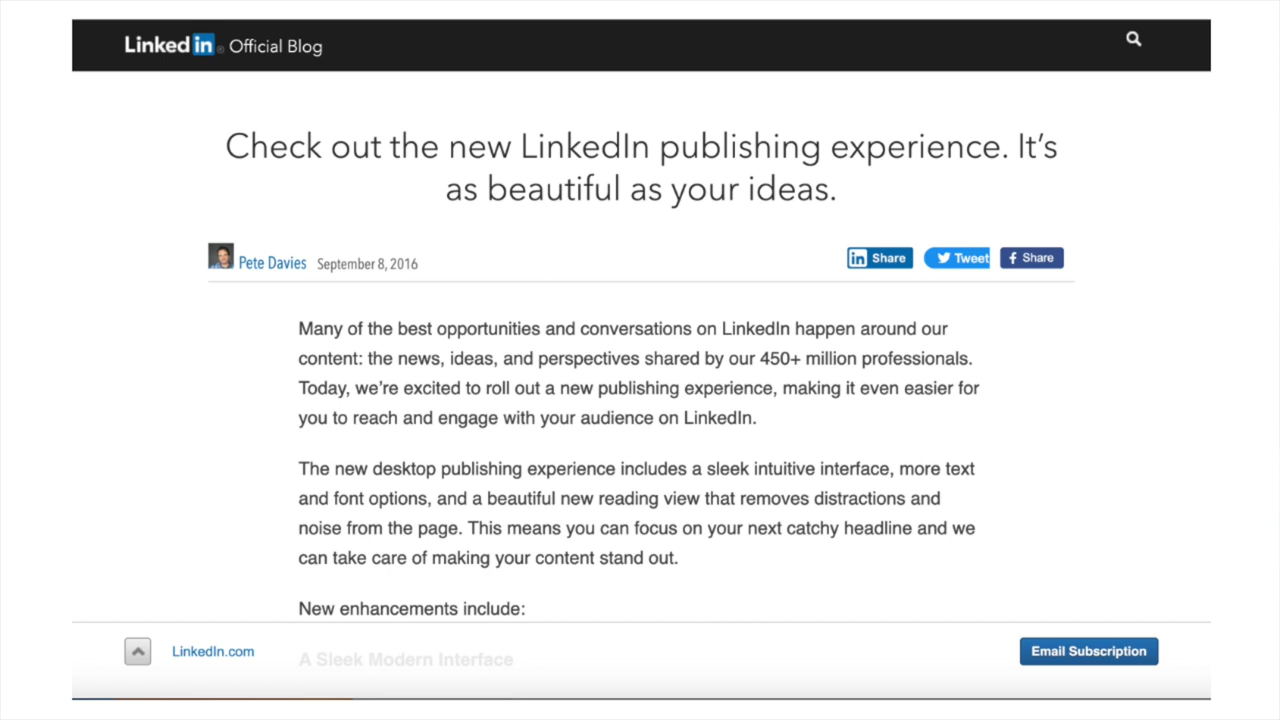 LinkedIn® Official Blog
Check out the new LinkedIn publishing experience. It’s
as beautiful as your ideas.
Pete Davies September 8, 2016
in Share Tweet f Share
Many of the best opportunities and conversations on LinkedIn happen around our
content: the news, ideas, and perspectives shared by our 450+ million professionals.
Today, we’re excited to roll out a new publishing experience, making it even easier for
you to reach and engage with your audience on LinkedIn.
The new desktop publishing experience includes a sleek intuitive interface, more text
and font options, and a beautiful new reading view that removes distractions and
noise from the page. This means you can focus on your next catchy headline and we
can take care of making your content stand out.
New enhancements include:
A Sleek Modern Interface
LinkedIn.com
Email Subscription